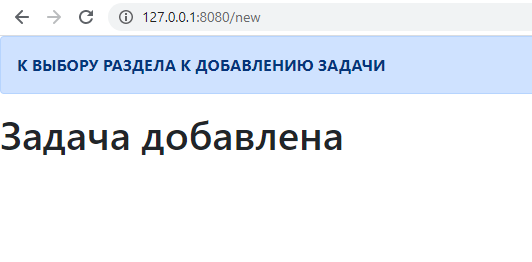 127.0.0.1:8080/new
К ВЫБОРУ РАЗДЕЛА К ДОБАВЛЕНИЮ ЗАДАЧИ
Задача добавлена